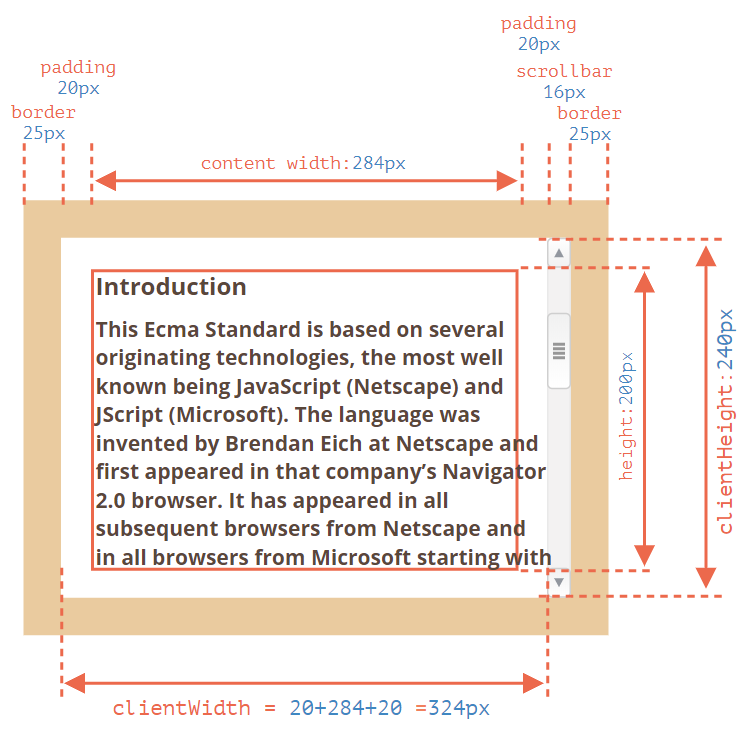 padding
20px
padding
20px
scrollbar
16px
border
25px
border
25px
content width:284px
Introduction
This Ecma Standard is based on several
originating technologies, the most well
known being JavaScript (Netscape) and
JScript (Microsoft). The language was
invented by Brendan Eich at Netscape and
first appeared in that company’s Navigator
2.0 browser. It has appeared in all
subsequent browsers from Netscape and
in all browsers from Microsoft starting with
height:200px
clientHeight:240px
clientWidth = 20+284+20 =324px